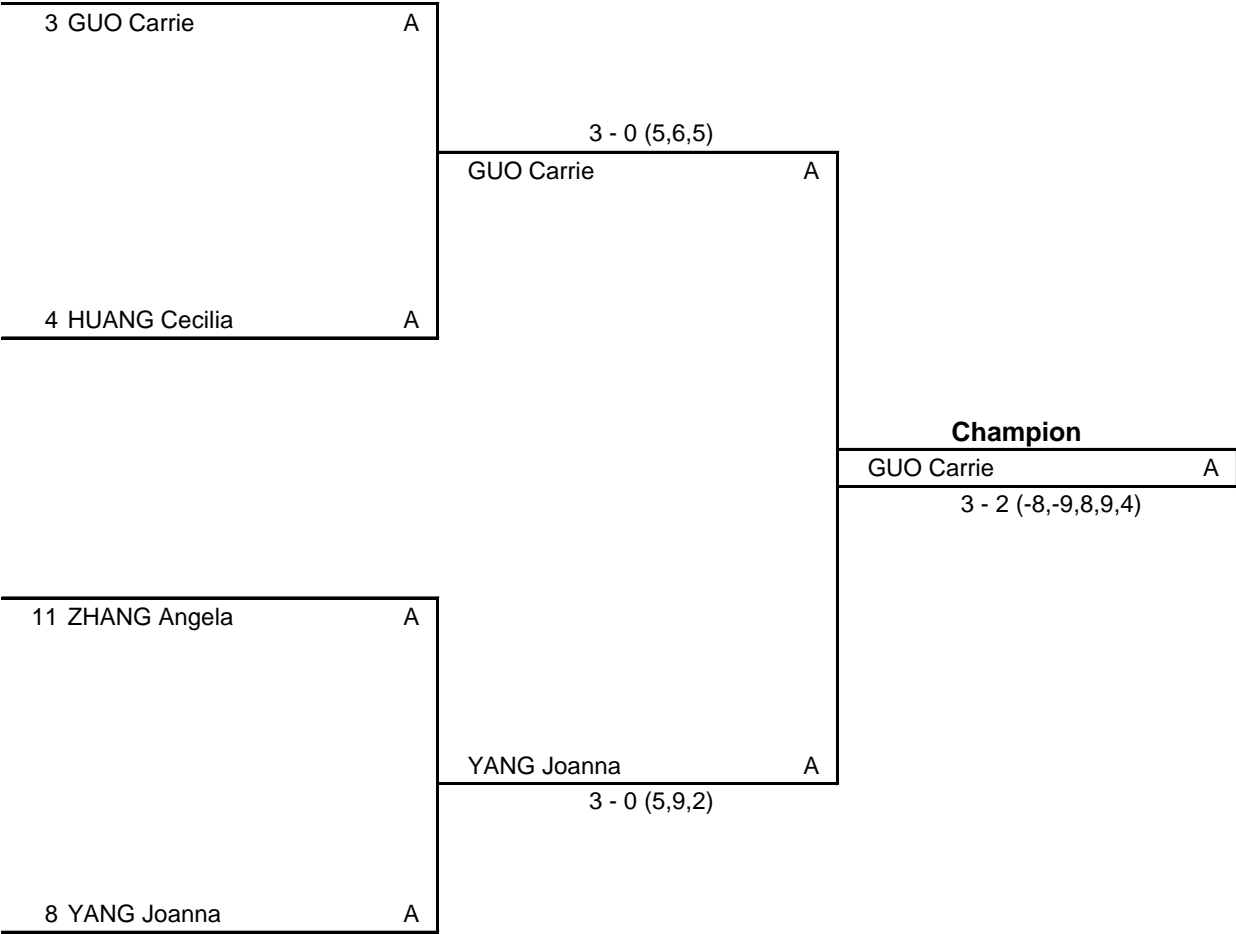 3 GUO Carrie A
3 - 0 (5,6,5)
GUO Carrie A
4 HUANG Cecilia A
Champion
GUO Carrie A
3 - 2 (-8,-9,8,9,4)
11 ZHANG Angela A
YANG Joanna A
3 - 0 (5,9,2)
8 YANG Joanna A